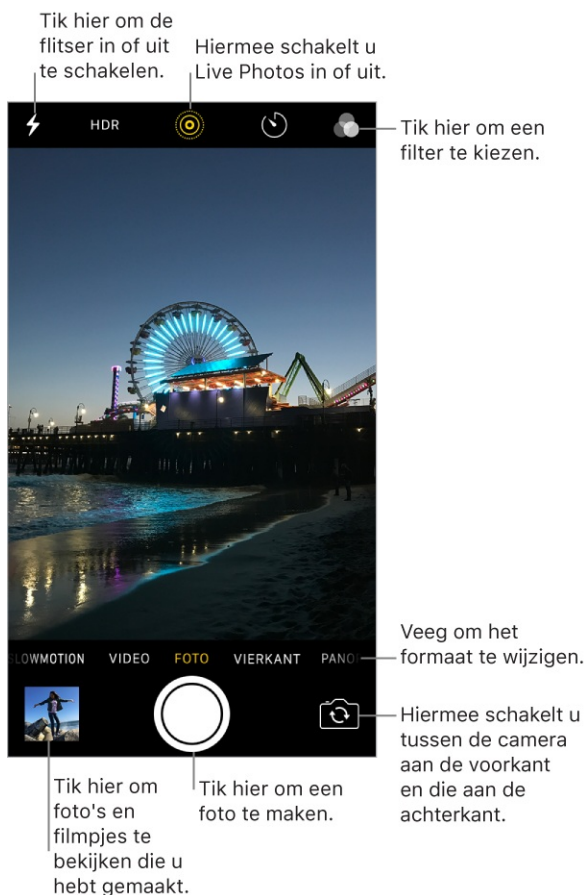 Tik hier om de
flitser in of uit
te schakelen.
Hiermee schakelt u
Live Photos in of uit.
HDR
Tik hier om een
filter te kiezen.
Veeg om het
formaat te wijzigen.
LOWMOTION VIDEO FOTO VIERKANT PANO
Hiermee schakelt u
tussen de camera
aan de voorkant
en die aan de
achterkant.
Tik hier om
foto's en
filmpjes te
bekijken die u
hebt gemaakt.
Tik hier om een
foto te maken.